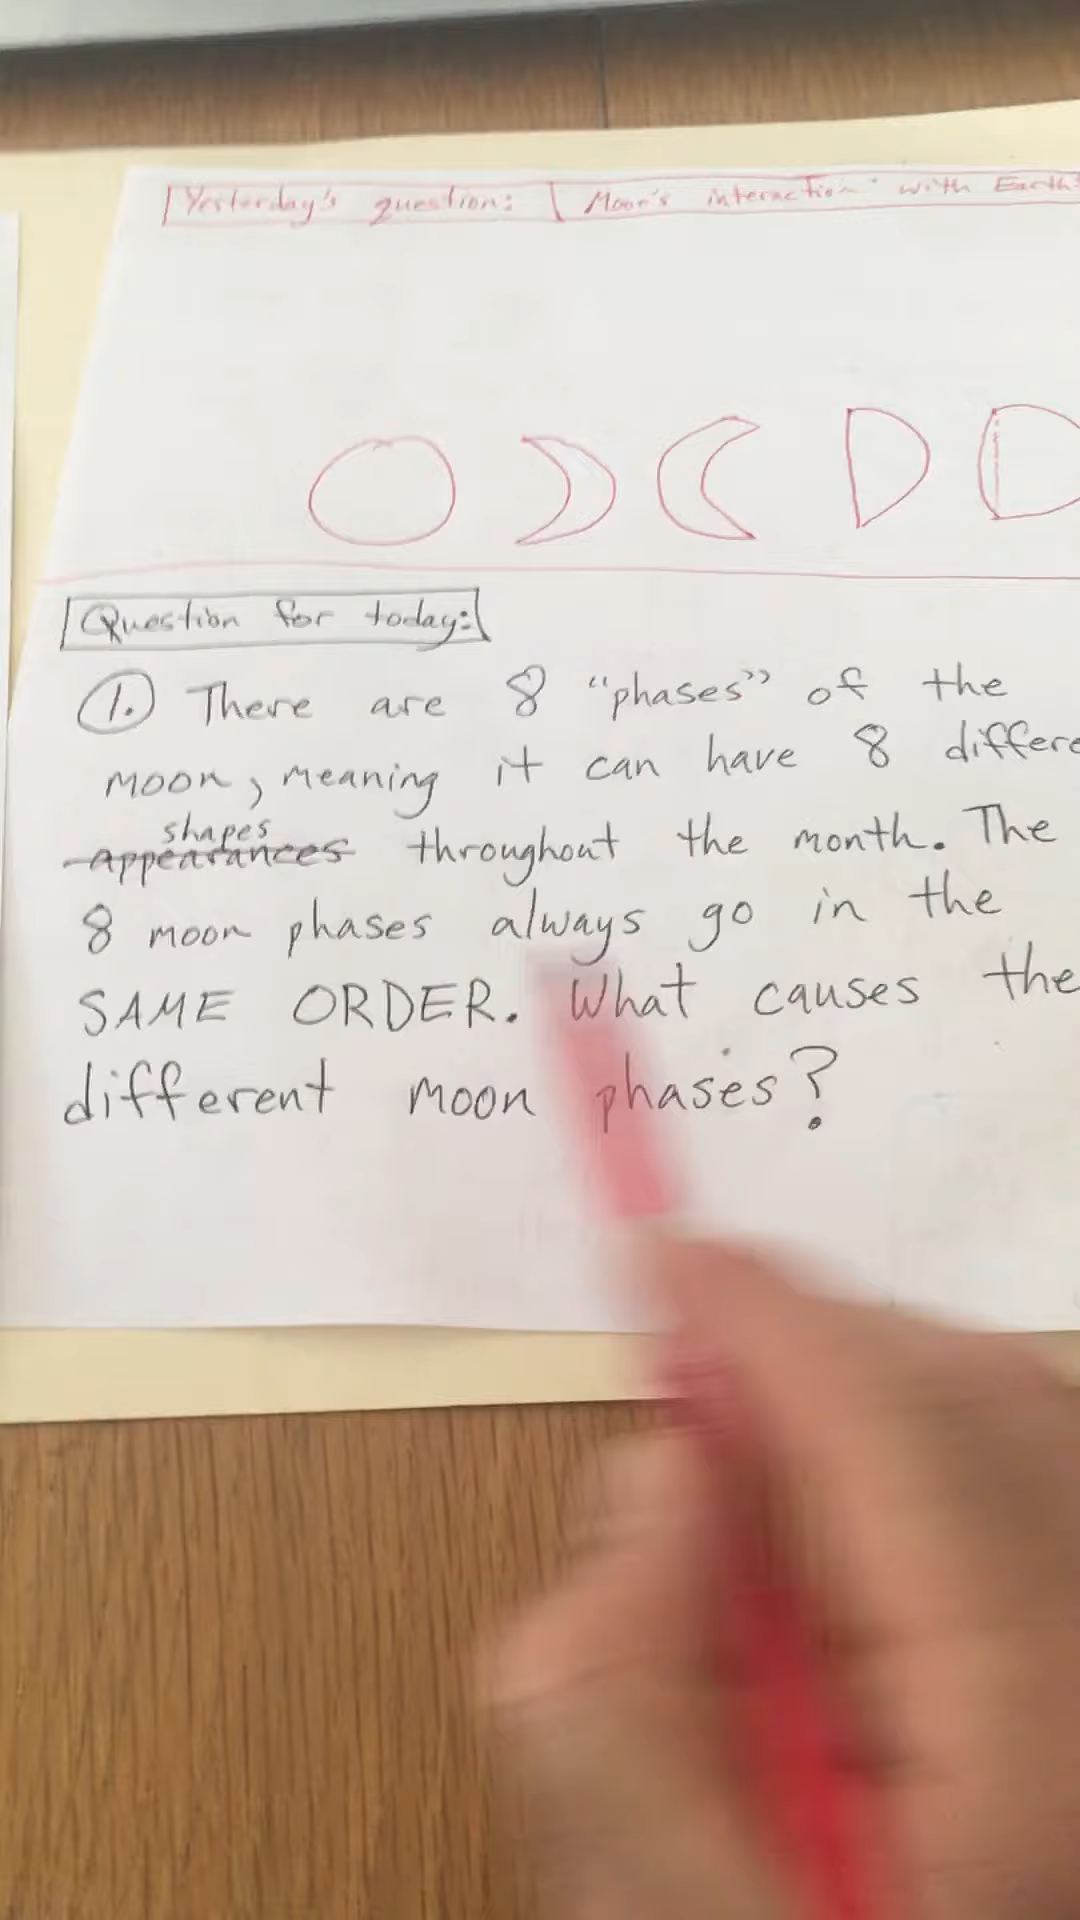 Yesterday's question: Moon's interaction with Earth
Question for today:
1. There are 8 "phases" of the
moon, meaning it can have 8 differe
shapes
appearances throughout the month. The
8 moon phases always go in the
SAME ORDER. What causes the
different moon phases?